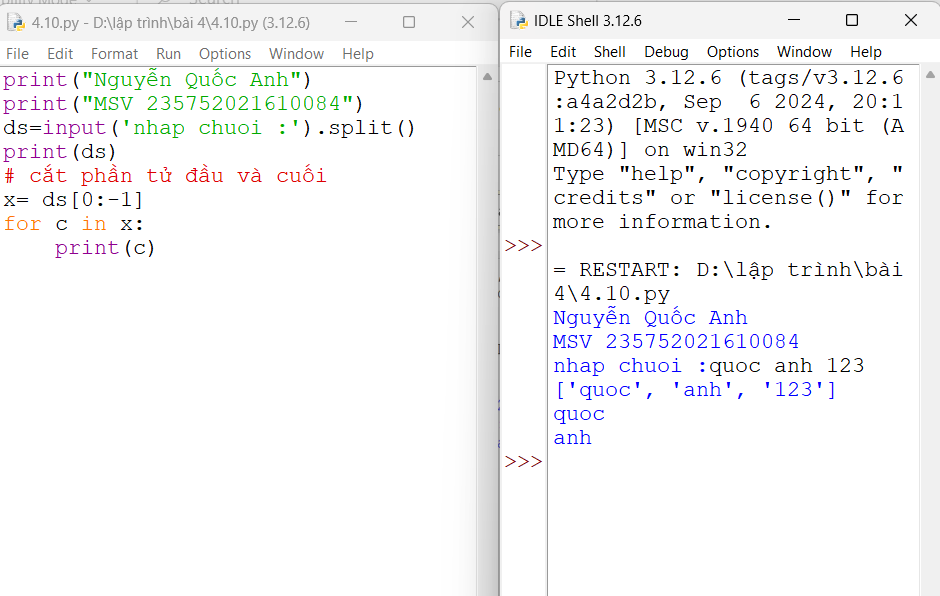 4.10.py - D:\lập trình\bài 4\4.10.py (3.12.6)
File Edit Format Run Options Window Help
print("Nguyễn Quốc Anh")
print("MSV 235752021610084")
ds=input('nhap chuoi :').split()
print(ds)
# cắt phần tử đầu và cuối
x= ds[0:-1]
for c in x:
    print(c)
IDLE Shell 3.12.6
File Edit Shell Debug Options Window Help
Python 3.12.6 (tags/v3.12.6
:a4a2d2b, Sep  6 2024, 20:1
1:23) [MSC v.1940 64 bit (A
MD64)] on win32
Type "help", "copyright", "
credits" or "license()" for
more information.
>>>
= RESTART: D:\lập trình\bài
4\4.10.py
Nguyễn Quốc Anh
MSV 235752021610084
nhap chuoi :quoc anh 123
['quoc', 'anh', '123']
quoc
anh
>>>